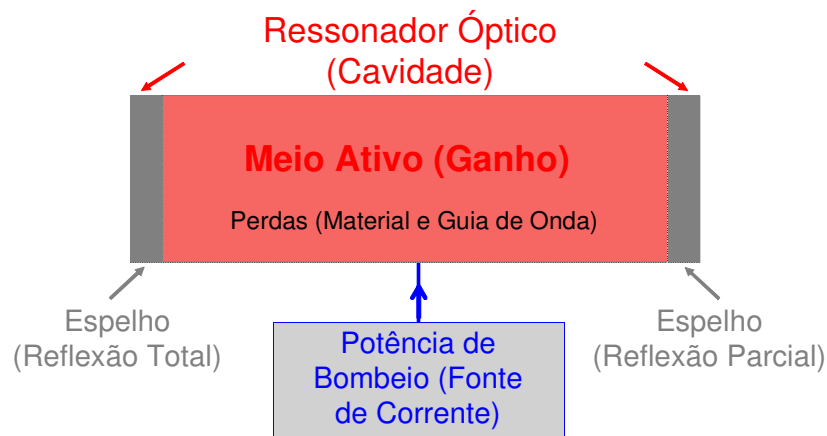 Ressonador Óptico
(Cavidade)
Meio Ativo (Ganho)
Perdas (Material e Guia de Onda)
Espelho
(Reflexão Total)
Potência de
Bombeio (Fonte
de Corrente)
Espelho
(Reflexão Parcial)